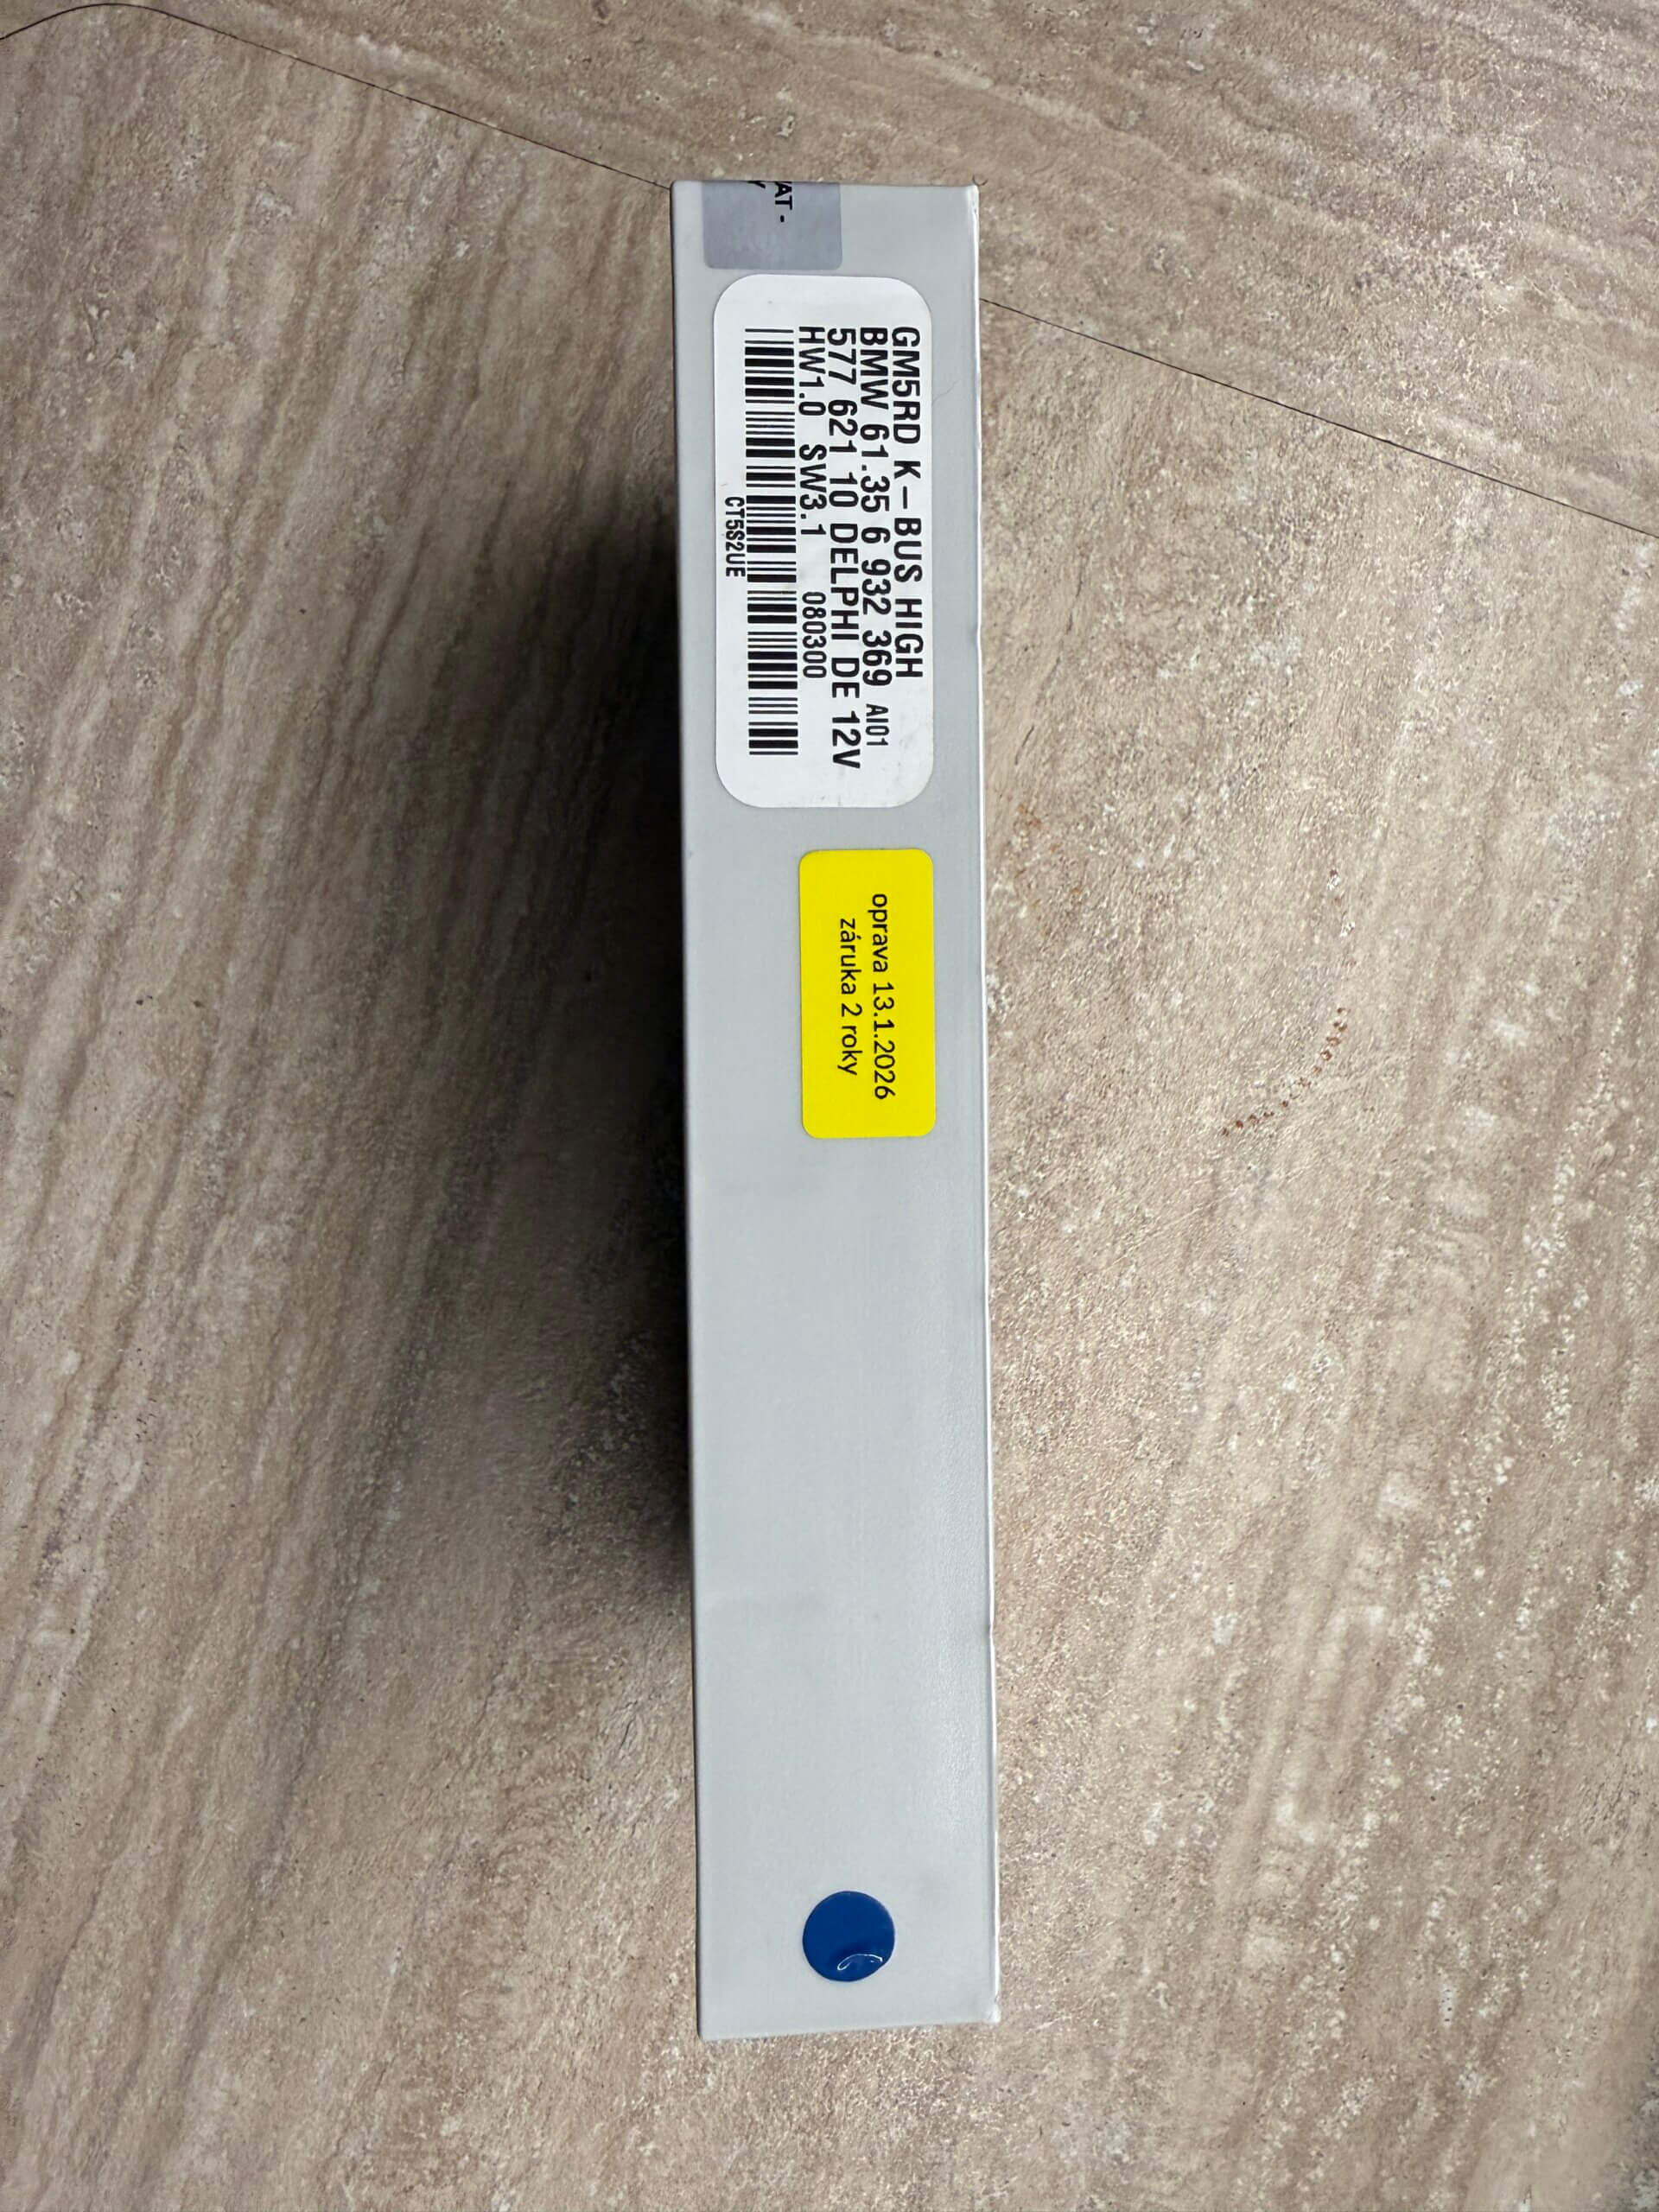 AT -
GM5RD K-BUS HIGH
BMW 61.35 6 932 369 AI01
577 621 10 DELPHI DE 12V
HW1.0 SW3.1 080300
CT5S2UE
oprava 13.1.2026
záruka 2 roky